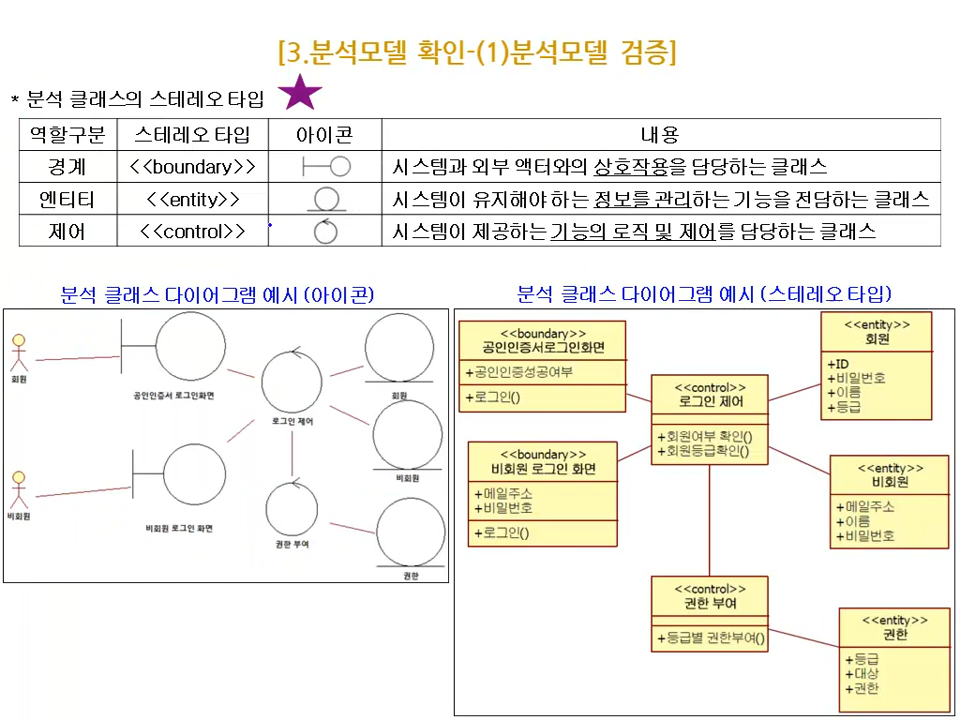 [3.분석모델 확인-(1)분석모델 검증]
* 분석 클래스의 스테레오 타입
역할구분 스테레오 타입 아이콘 내용
경계 <<boundary>> 시스템과 외부 액터와의 상호작용을 담당하는 클래스
엔티티 <<entity>> 시스템이 유지해야 하는 정보를 관리하는 기능을 전담하는 클래스
제어 <<control>> 시스템이 제공하는 기능의 로직 및 제어를 담당하는 클래스
분석 클래스 다이어그램 예시 (아이콘)
회원
공인인증서 로그인화면
로그인 제어
회원
비회원
비회원
비회원 로그인 화면
권한 부여
권한
분석 클래스 다이어그램 예시 (스테레오 타입)
<<boundary>>
공인인증서로그인화면
+공인인증성공여부
+로그인()
<<entity>>
회원
+ID
+비밀번호
+이름
+등급
<<control>>
로그인 제어
+회원여부 확인()
+회원등급확인()
<<boundary>>
비회원 로그인 화면
+메일주소
+비밀번호
+로그인()
<<entity>>
비회원
+메일주소
+이름
+비밀번호
<<control>>
권한 부여
+등급별 권한부여()
<<entity>>
권한
+등급
+대상
+권한